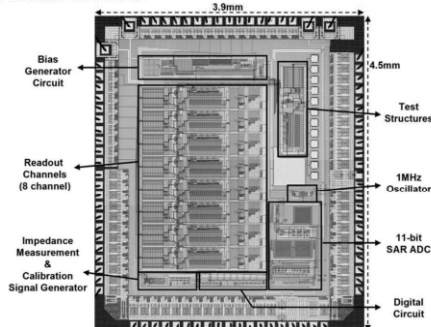 3.9mm
4.5mm
Bias
Generator
Circuit
Readout
Channels
(8 channel)
Impedance
Measurement
&
Calibration
Signal Generator
Test
Structures
1MHz
Oscillator
11-bit
SAR ADC
Digital
Circuit